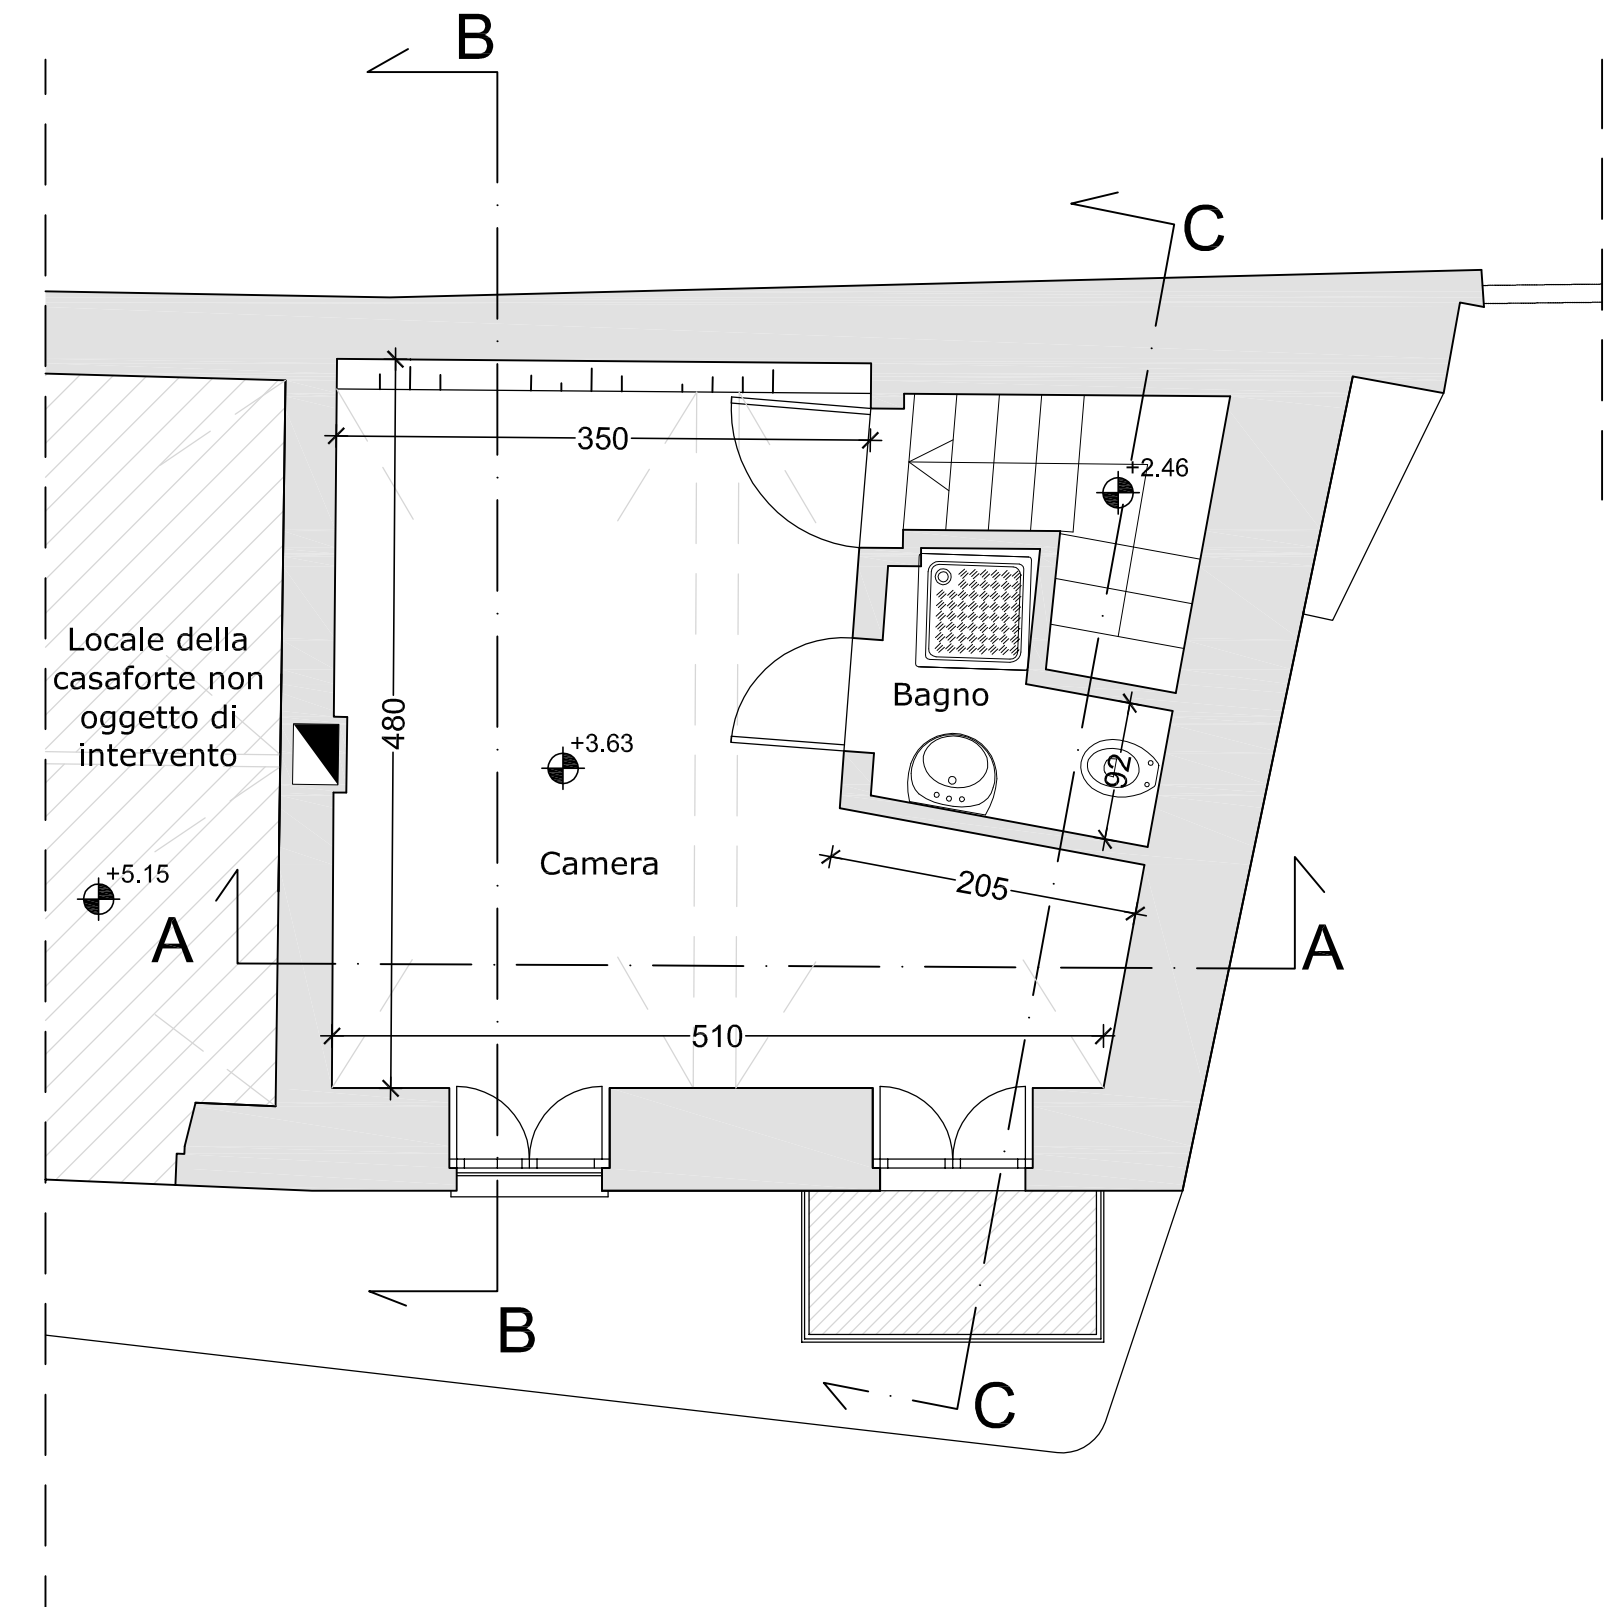 B
C
350
+2.46
Locale della
casaforte non
oggetto di
intervento
480
Bagno
+3.63
92
Camera
+5.15
205
A
A
510
B
C